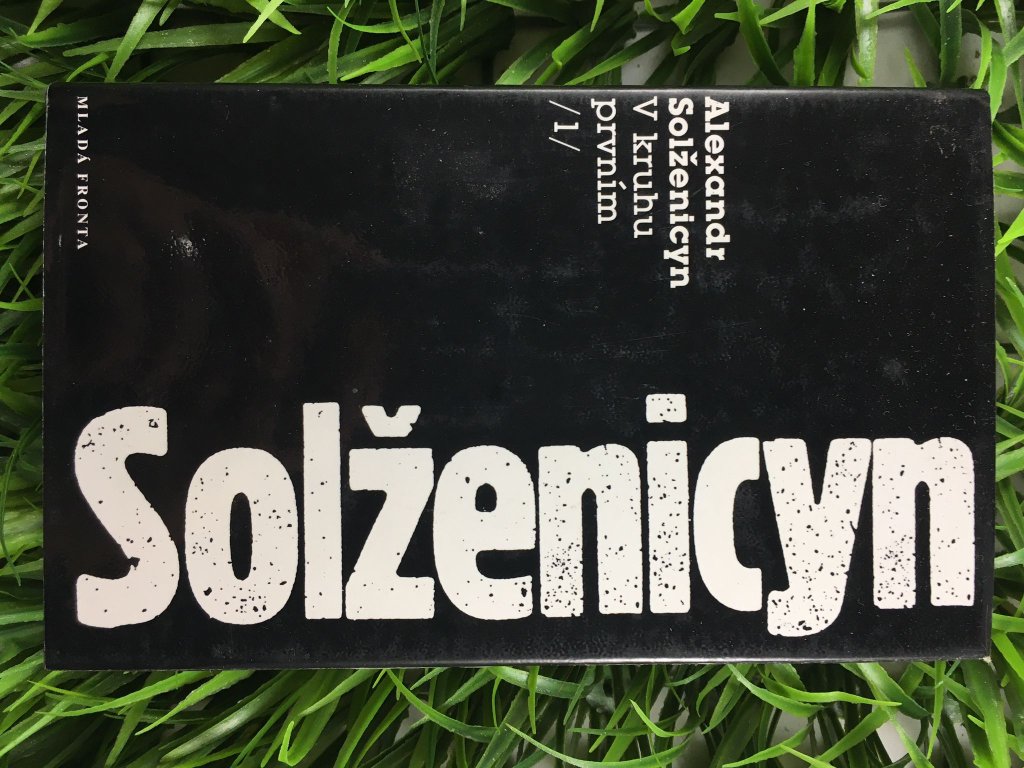 Alexandr
Solženicyn
V kruhu
prvním
/1/
Solženicyn
MLADÁ FRONTA